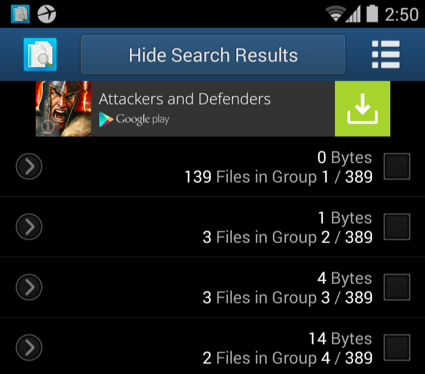 2:50
Hide Search Results
Attackers and Defenders
Google play
0 Bytes
139 Files in Group 1 / 389
1 Bytes
3 Files in Group 2 / 389
4 Bytes
3 Files in Group 3 / 389
14 Bytes
2 Files in Group 4 / 389